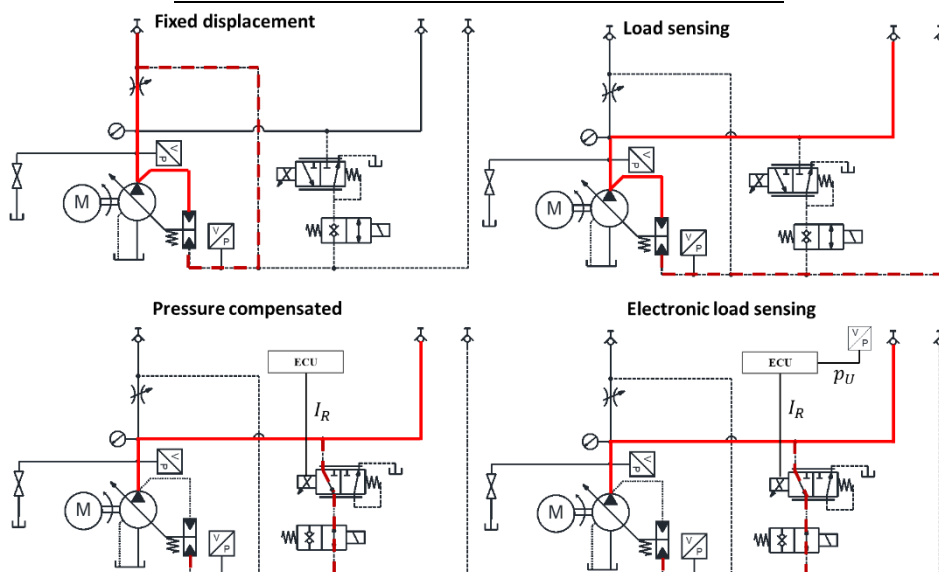 Fixed displacement
Load sensing
V
P
V
P
M
M
V
P
V
P
Pressure compensated
Electronic load sensing
ECU
ECU
V
P
p_U
I_R
I_R
V
P
V
P
M
M
V
P
V
P